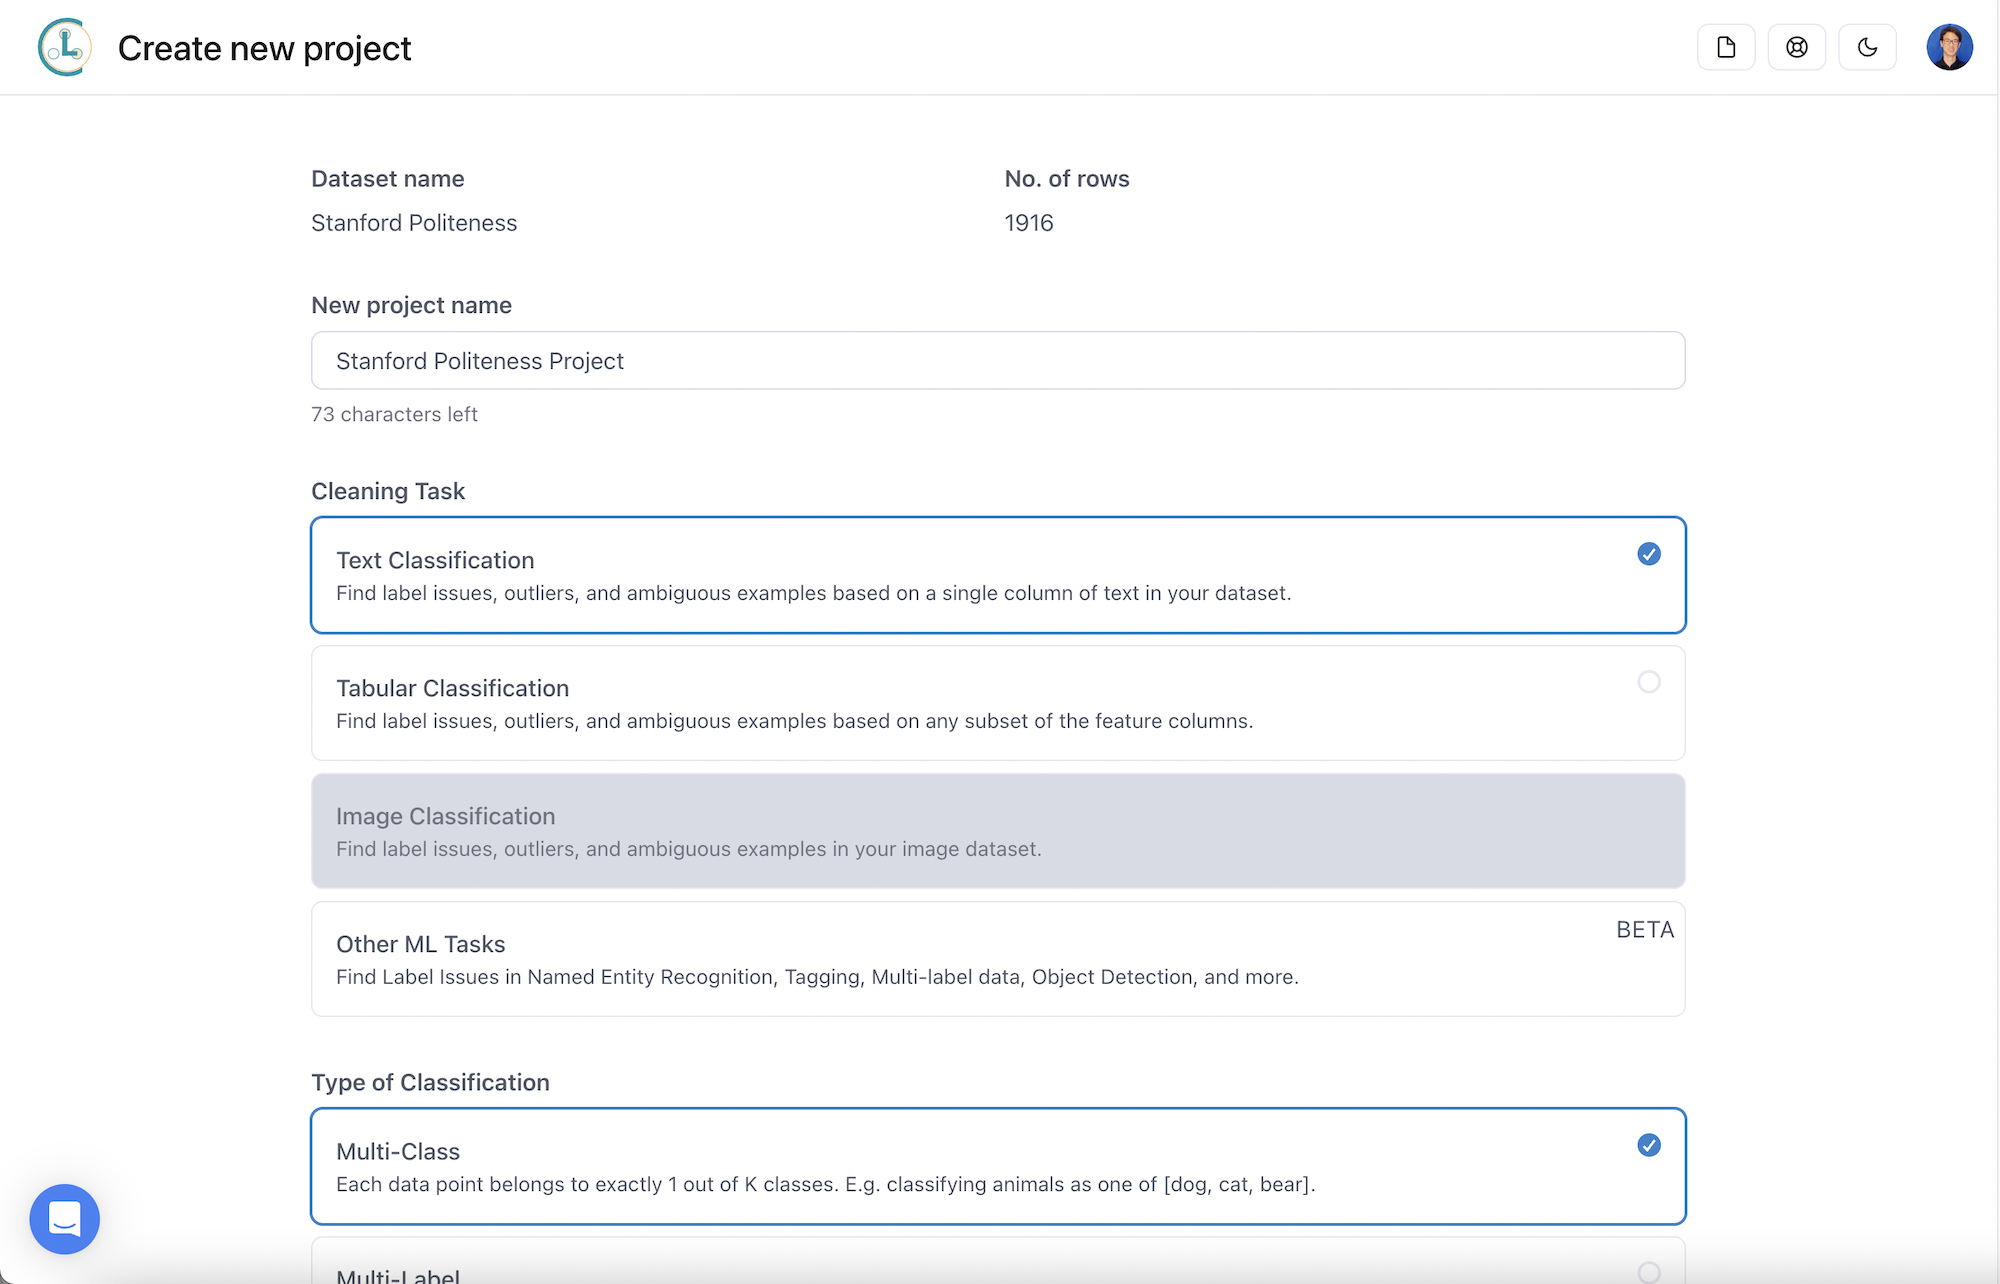 Create new project
Dataset name
No. of rows
Stanford Politeness
1916
New project name
Stanford Politeness Project
73 characters left
Cleaning Task
Text Classification
Find label issues, outliers, and ambiguous examples based on a single column of text in your dataset.
Tabular Classification
Find label issues, outliers, and ambiguous examples based on any subset of the feature columns.
Image Classification
Find label issues, outliers, and ambiguous examples in your image dataset.
BETA
Other ML Tasks
Find Label Issues in Named Entity Recognition, Tagging, Multi-label data, Object Detection, and more.
Type of Classification
Multi-Class
Each data point belongs to exactly 1 out of K classes. E.g. classifying animals as one of [dog, cat, bear].
Multi-Label